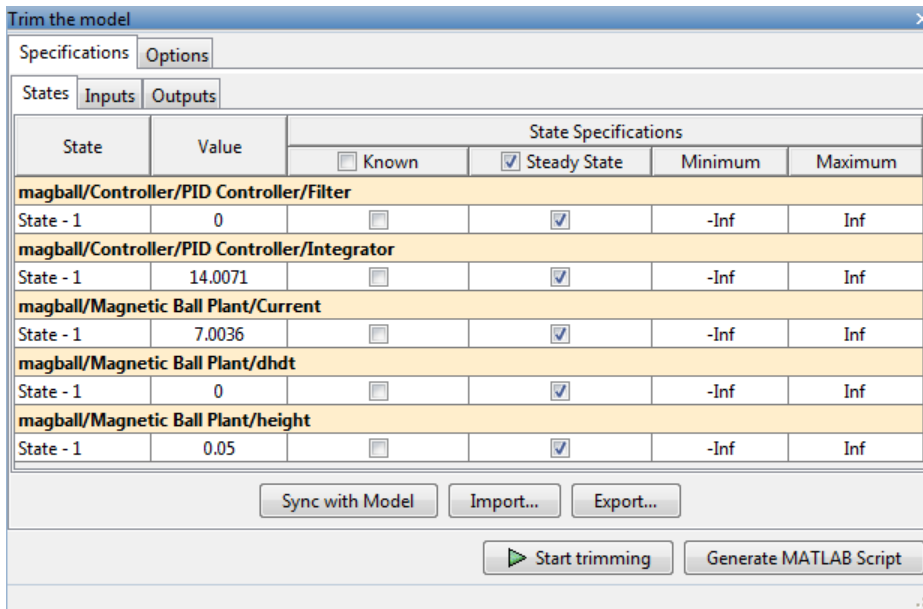 Trim the model
Specifications Options
States Inputs Outputs
State Value State Specifications
Known Steady State Minimum Maximum
magball/Controller/PID Controller/Filter
State - 1 0 -Inf Inf
magball/Controller/PID Controller/Integrator
State - 1 14.0071 -Inf Inf
magball/Magnetic Ball Plant/Current
State - 1 7.0036 -Inf Inf
magball/Magnetic Ball Plant/dhdt
State - 1 0 -Inf Inf
magball/Magnetic Ball Plant/height
State - 1 0.05 -Inf Inf
Sync with Model Import... Export...
Start trimming Generate MATLAB Script